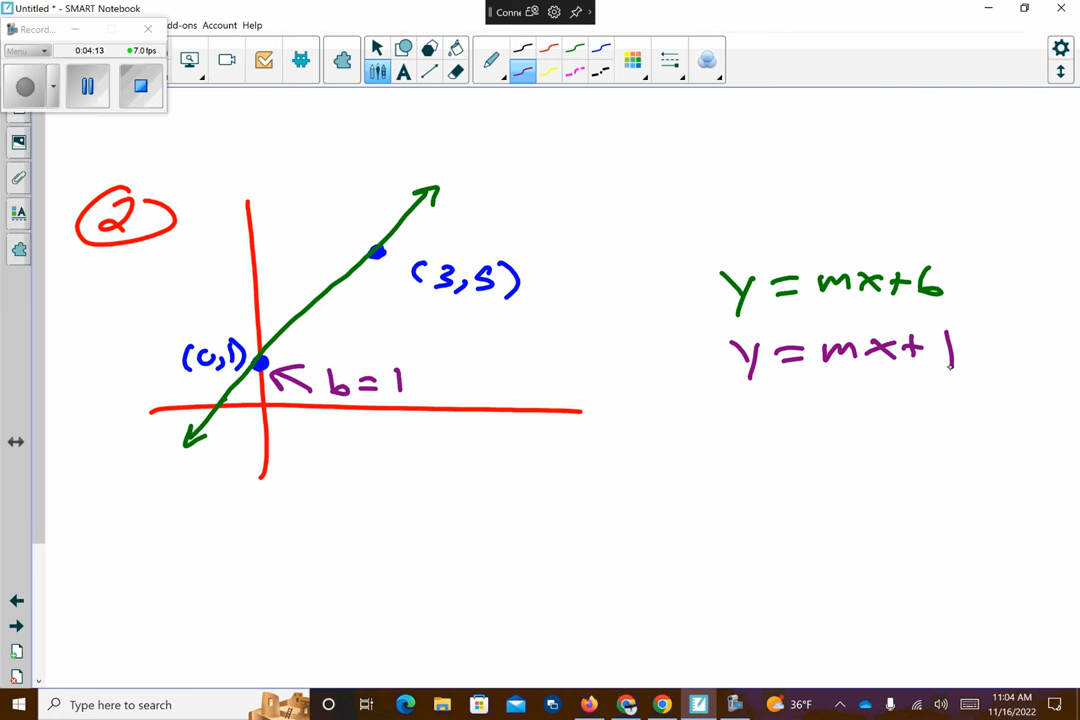 Untitled * - SMART Notebook
Conne
Record...
dd-ons Account Help
Menu
0:04:13
7.0 fps
A
A
2
(3,5)
y = mx+b
(0,1)
y = mx+ 1
b = 1
Type here to search
36°F
11:04 AM
11/16/2022